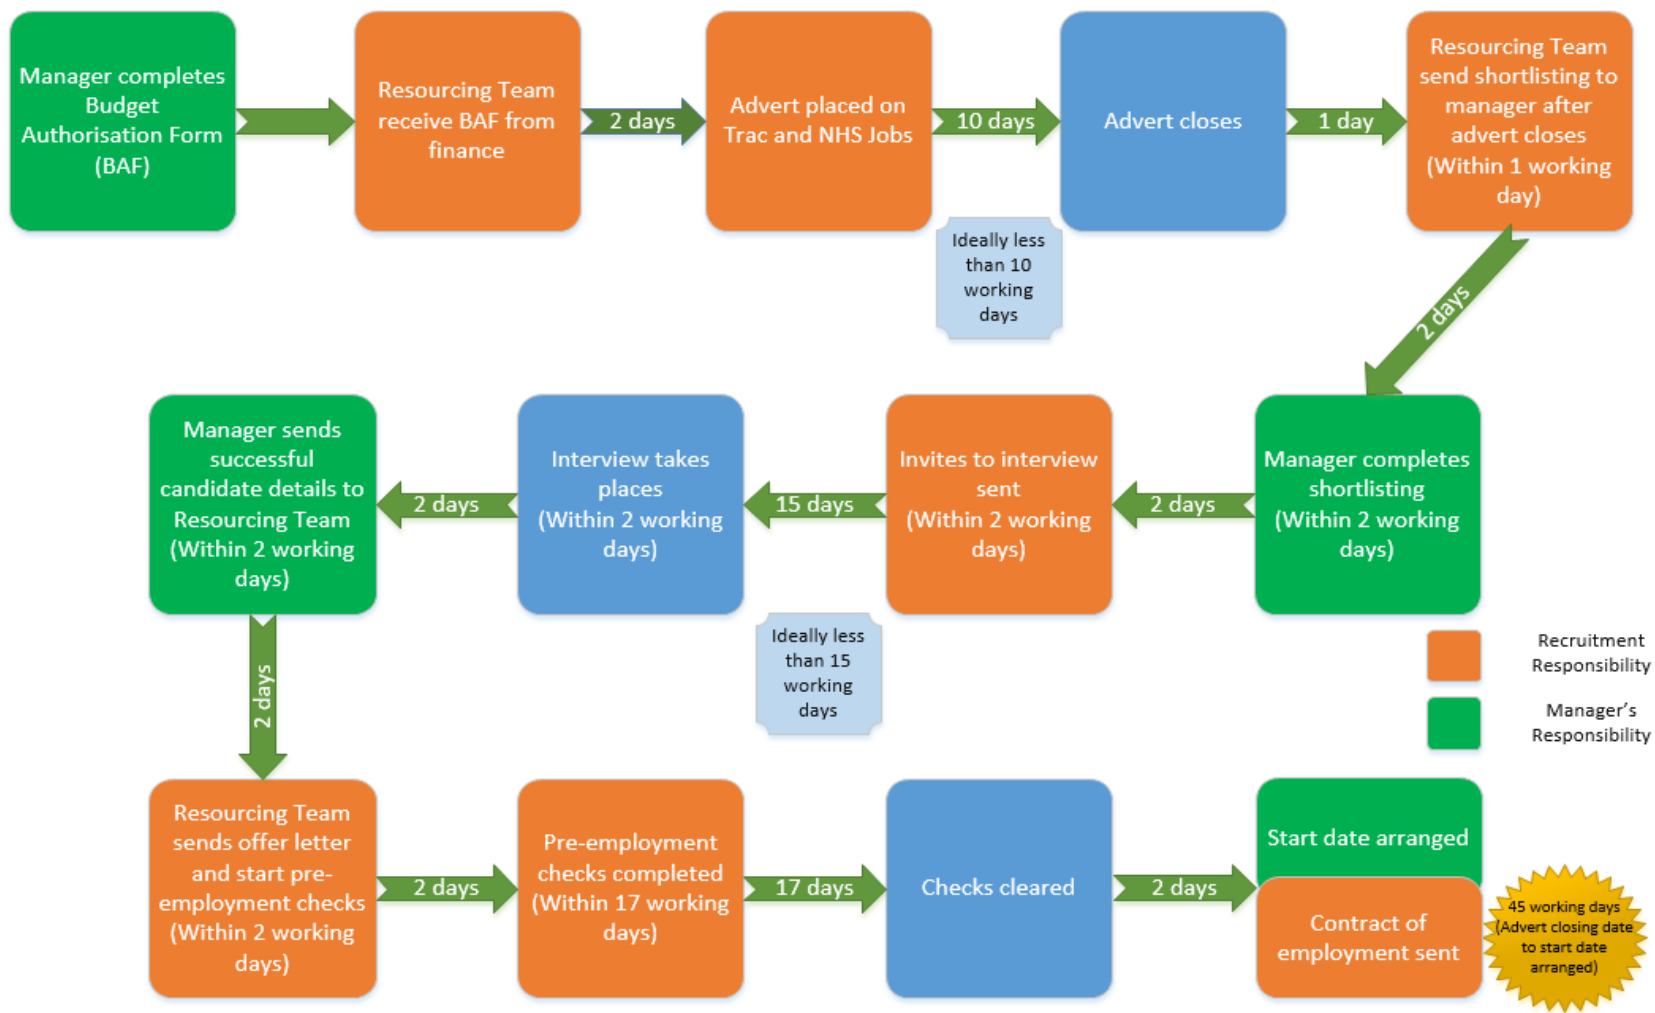 Manager completes
Budget
Authorisation Form
(BAF)
Resourcing Team
receive BAF from
finance
2 days
Advert placed on
Trac and NHS Jobs
10 days
Advert closes
1 day
Resourcing Team
send shortlisting to
manager after
advert closes
(Within 1 working
day)
Ideally less
than 10
working
days
2 days
Manager completes
shortlisting
(Within 2 working
days)
2 days
Invites to interview
sent
(Within 2 working
days)
15 days
Interview takes
places
(Within 2 working
days)
2 days
Manager sends
successful
candidate details to
Resourcing Team
(Within 2 working
days)
Ideally less
than 15
working
days
Recruitment
Responsibility
Manager’s
Responsibility
2 days
Resourcing Team
sends offer letter
and start pre-
employment checks
(Within 2 working
days)
2 days
Pre-employment
checks completed
(Within 17 working
days)
17 days
Checks cleared
2 days
Start date arranged
Contract of
employment sent
45 working days
(Advert closing date
to start date
arranged)